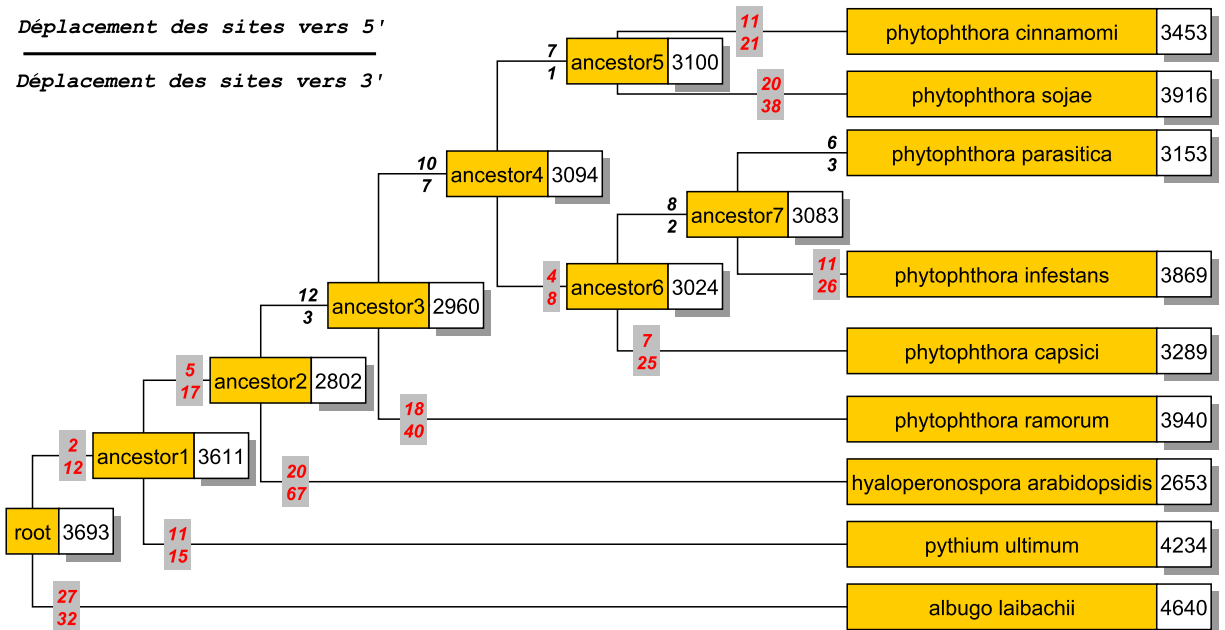 Déplacement des sites vers 5'
Déplacement des sites vers 3'
11
21
phytophthora cinnamomi 3453
7
1
ancestor5 3100
20
38
phytophthora sojae 3916
6
3
phytophthora parasitica 3153
10
7
ancestor4 3094
8
2
ancestor7 3083
11
26
phytophthora infestans 3869
4
8
ancestor6 3024
12
3
ancestor3 2960
7
25
phytophthora capsici 3289
5
17
ancestor2 2802
18
40
phytophthora ramorum 3940
2
12
ancestor1 3611
20
67
hyaloperonospora arabidopsidis 2653
root 3693
11
15
pythium ultimum 4234
27
32
albugo laibachii 4640